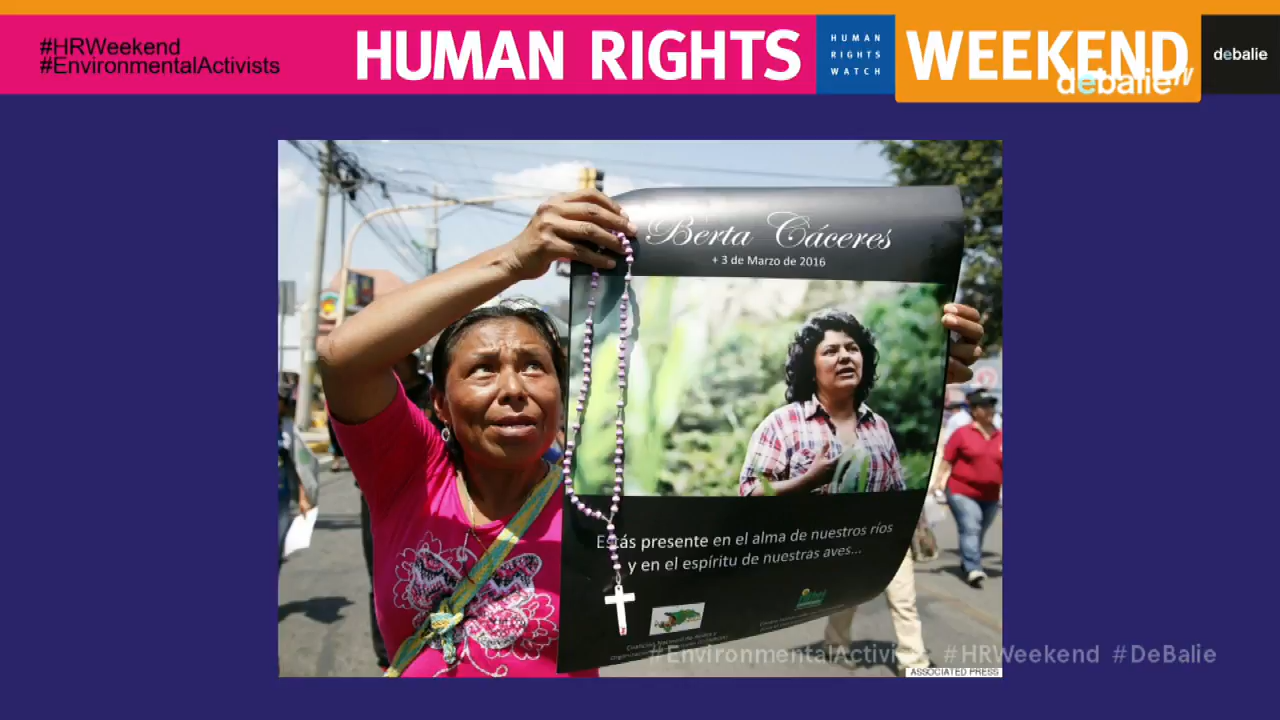 #HRWeekend
#EnvironmentalActivists
HUMAN RIGHTS
HUMAN
RIGHTS
WATCH
WEEKEND
debalie TV
debalie
Berta Cáceres
+ 3 de Marzo de 2016
Estás presente en el alma de nuestros ríos
y en el espíritu de nuestras aves...
#EnvironmentalActivists #HRWeekend #DeBalie
ASSOCIATED PRESS